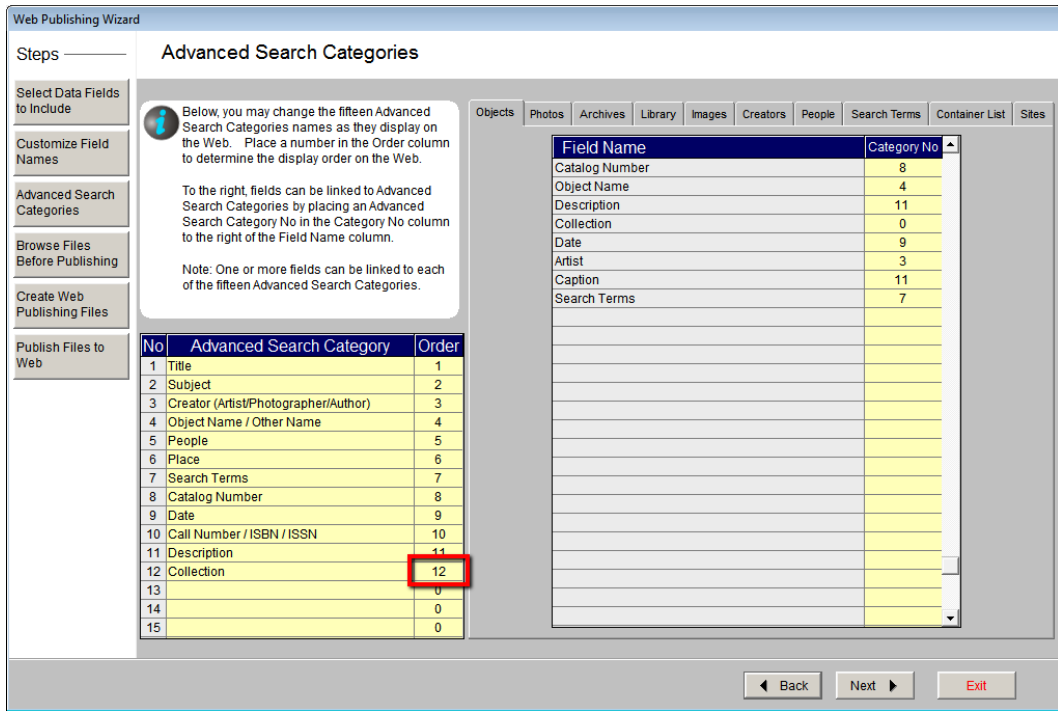 Web Publishing Wizard
Steps
Advanced Search Categories
Select Data Fields
to Include
Customize Field
Names
Advanced Search
Categories
Browse Files
Before Publishing
Create Web
Publishing Files
Publish Files to
Web
Below, you may change the fifteen Advanced
Search Categories names as they display on
the Web. Place a number in the Order column
to determine the display order on the Web.
To the right, fields can be linked to Advanced
Search Categories by placing an Advanced
Search Category No in the Category No column
to the right of the Field Name column.
Note: One or more fields can be linked to each
of the fifteen Advanced Search Categories.
No Advanced Search Category Order
1 Title 1
2 Subject 2
3 Creator (Artist/Photographer/Author) 3
4 Object Name / Other Name 4
5 People 5
6 Place 6
7 Search Terms 7
8 Catalog Number 8
9 Date 9
10 Call Number / ISBN / ISSN 10
11 Description 11
12 Collection 12
13 0
14 0
15 0
Objects Photos Archives Library Images Creators People Search Terms Container List Sites
Field Name Category No
Catalog Number 8
Object Name 4
Description 11
Collection 0
Date 9
Artist 3
Caption 11
Search Terms 7
Back Next Exit